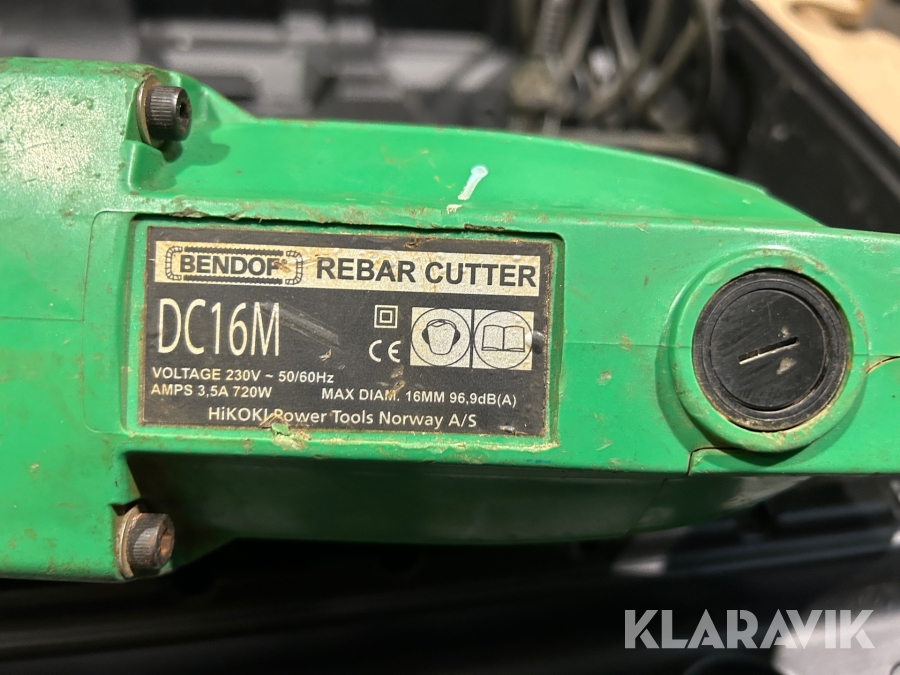 BENDOF®
REBAR CUTTER
DC16M
CE
VOLTAGE 230V ~ 50/60Hz
AMPS 3,5A 720W
MAX DIAM. 16MM 96,9dB(A)
HiKOKI Power Tools Norway A/S
KLARAVIK